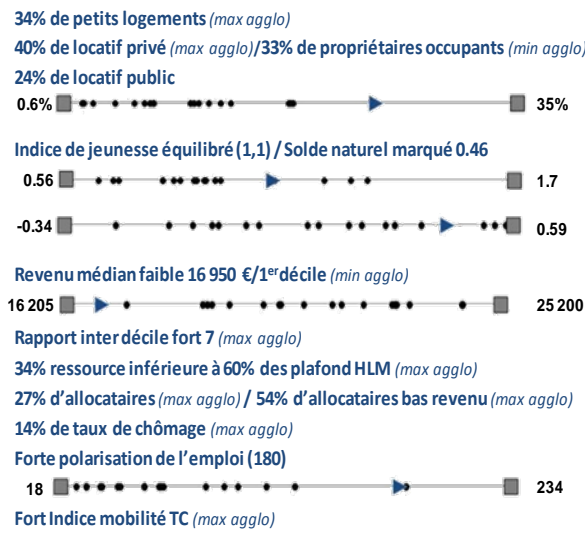 34% de petits logements (max agglo)
40% de locatif privé (max agglo)/33% de propriétaires occupants (min agglo)
24% de locatif public
0.6% 35%
Indice de jeunesse équilibré (1,1) / Solde naturel marqué 0.46
0.56 1.7
-0.34 0.59
Revenu médian faible 16 950 €/1er décile (min agglo)
16 205 25 200
Rapport inter décile fort 7 (max agglo)
34% ressource inférieure à 60% des plafond HLM (max agglo)
27% d'allocataires (max agglo) / 54% d'allocataires bas revenu (max agglo)
14% de taux de chômage (max agglo)
Forte polarisation de l'emploi (180)
18 234
Fort Indice mobilité TC (max agglo)